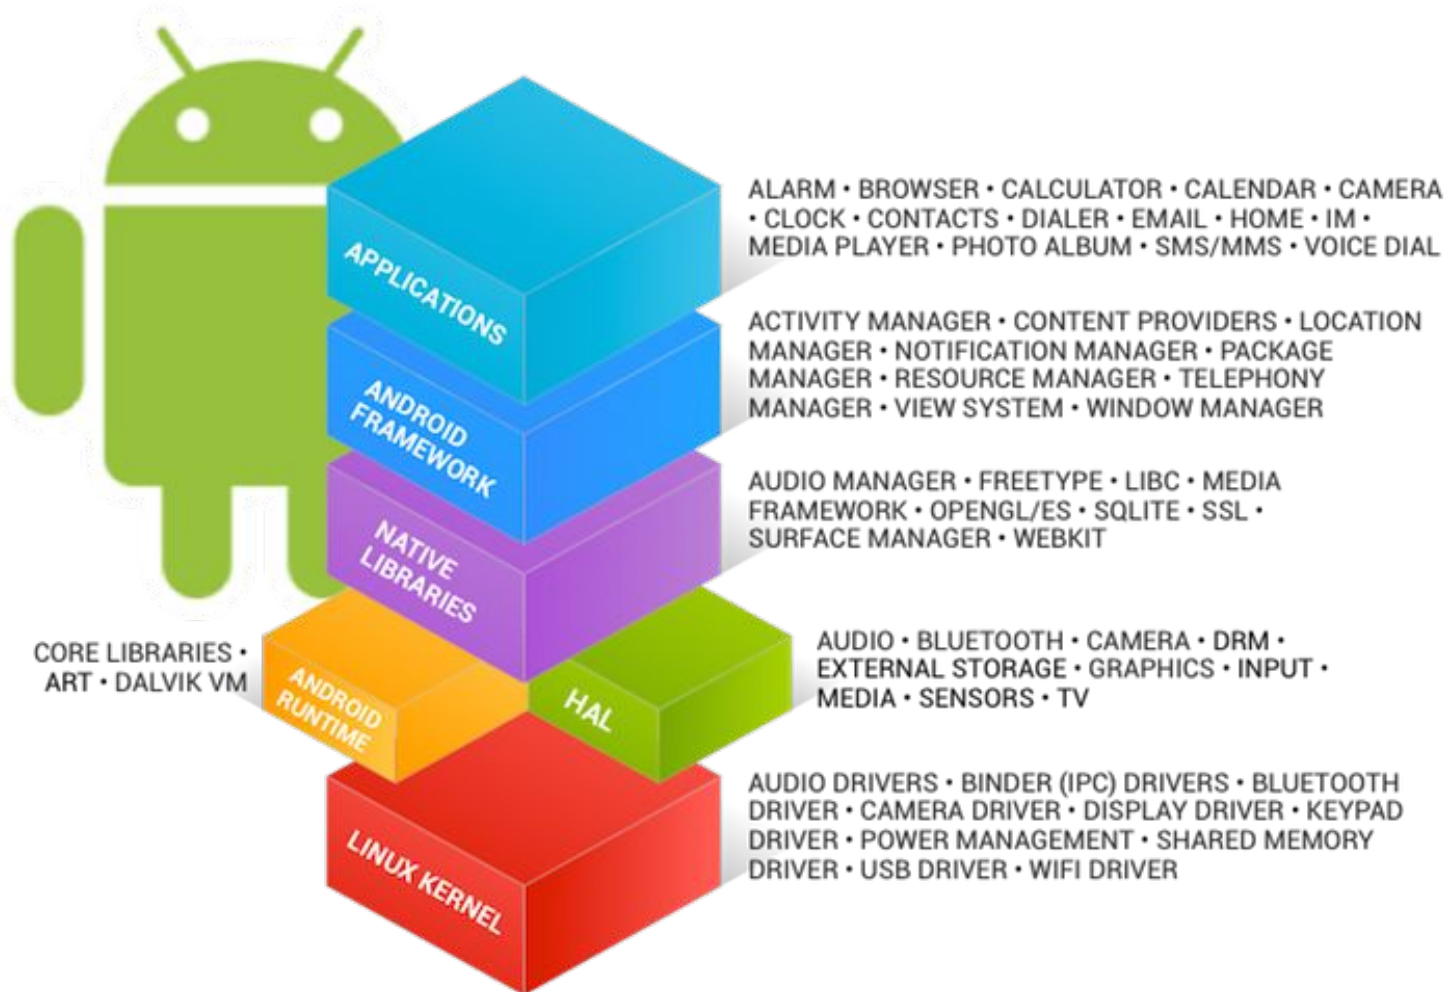 APPLICATIONS
ALARM • BROWSER • CALCULATOR • CALENDAR • CAMERA
• CLOCK • CONTACTS • DIALER • EMAIL • HOME • IM •
MEDIA PLAYER • PHOTO ALBUM • SMS/MMS • VOICE DIAL
ANDROID
FRAMEWORK
ACTIVITY MANAGER • CONTENT PROVIDERS • LOCATION
MANAGER • NOTIFICATION MANAGER • PACKAGE
MANAGER • RESOURCE MANAGER • TELEPHONY
MANAGER • VIEW SYSTEM • WINDOW MANAGER
NATIVE
LIBRARIES
AUDIO MANAGER • FREETYPE • LIBC • MEDIA
FRAMEWORK • OPENGL/ES • SQLITE • SSL •
SURFACE MANAGER • WEBKIT
CORE LIBRARIES •
ART • DALVIK VM
ANDROID
RUNTIME
HAL
AUDIO • BLUETOOTH • CAMERA • DRM •
EXTERNAL STORAGE • GRAPHICS • INPUT •
MEDIA • SENSORS • TV
LINUX KERNEL
AUDIO DRIVERS • BINDER (IPC) DRIVERS • BLUETOOTH
DRIVER • CAMERA DRIVER • DISPLAY DRIVER • KEYPAD
DRIVER • POWER MANAGEMENT • SHARED MEMORY
DRIVER • USB DRIVER • WIFI DRIVER